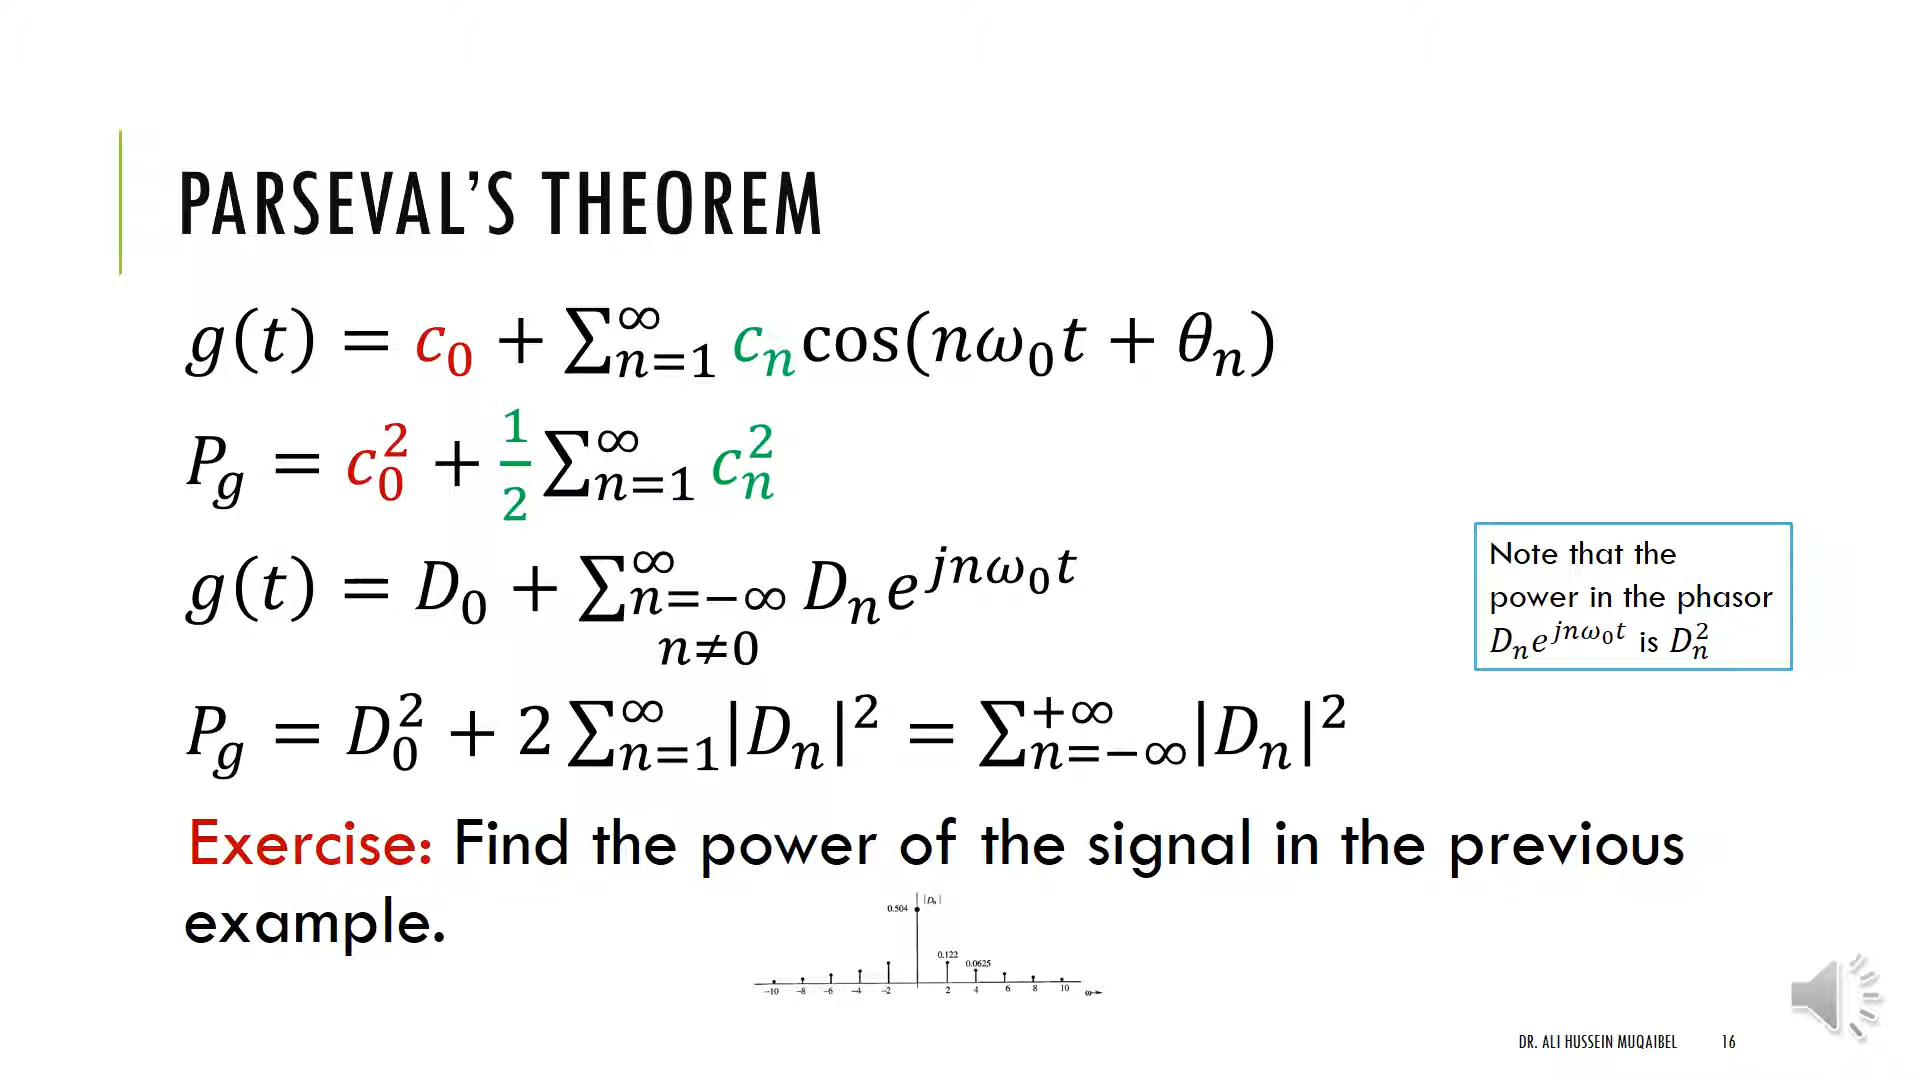 PARSEVAL'S THEOREM
g(t) = c₀ + ∑_{n=1}^{∞} cₙcos(nω₀t + θₙ)
P_g = c₀² + 1/2 ∑_{n=1}^{∞} cₙ²
g(t) = D₀ + ∑_{n=−∞, n≠0}^{∞} Dₙe^{jnω₀t}
Note that the
power in the phasor
Dₙe^{jnω₀t} is Dₙ²
P_g = D₀² + 2 ∑_{n=1}^{∞}|Dₙ|² = ∑_{n=−∞}^{+∞}|Dₙ|²
Exercise: Find the power of the signal in the previous
example.
|Dₙ|
0.504
0.122
0.0625
−10 −8 −6 −4 −2 2 4 6 8 10 ω
DR. ALI HUSSEIN MUQAIBEL 16